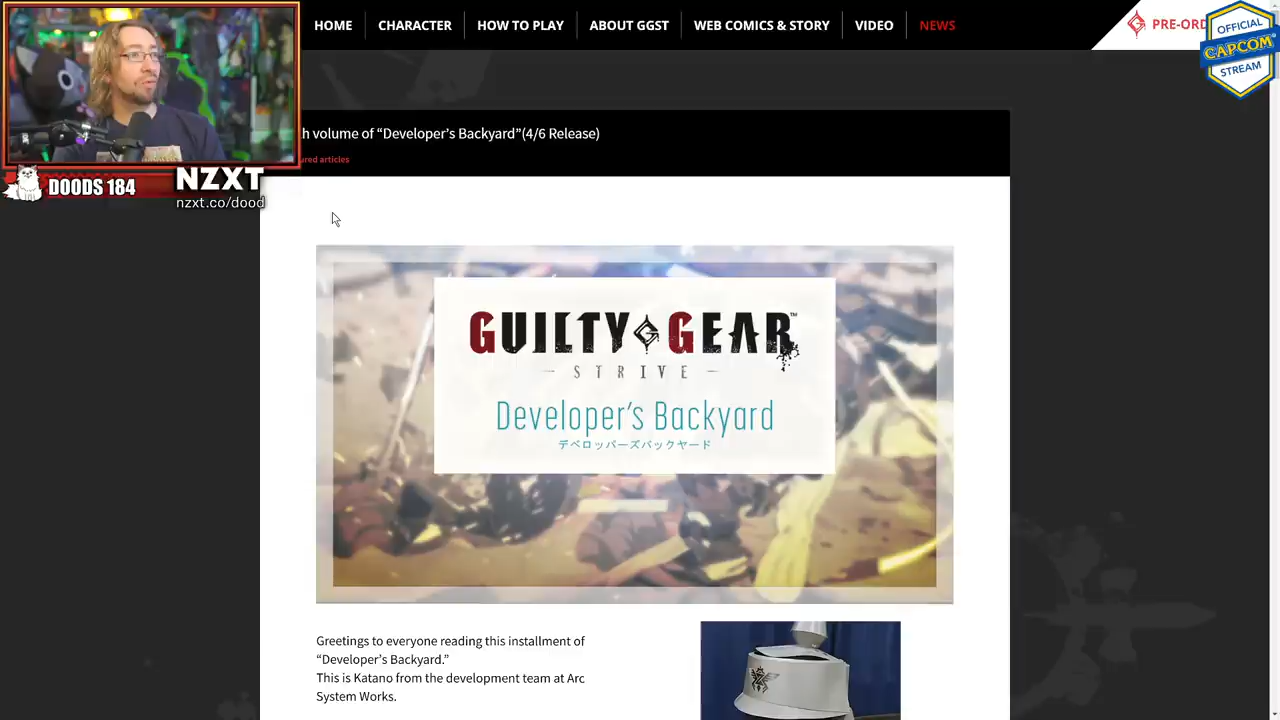 HOME
CHARACTER
HOW TO PLAY
ABOUT GGST
WEB COMICS & STORY
VIDEO
NEWS
PRE-ORD
OFFICIAL
CAPCOM
STREAM
h volume of “Developer’s Backyard”(4/6 Release)
ured articles
DOODS 184
NZXT
nzxt.co/dood
GUILTY GEAR™
STRIVE
Developer’s Backyard
デベロッパーズバックヤード
Greetings to everyone reading this installment of
“Developer’s Backyard.”
This is Katano from the development team at Arc
System Works.